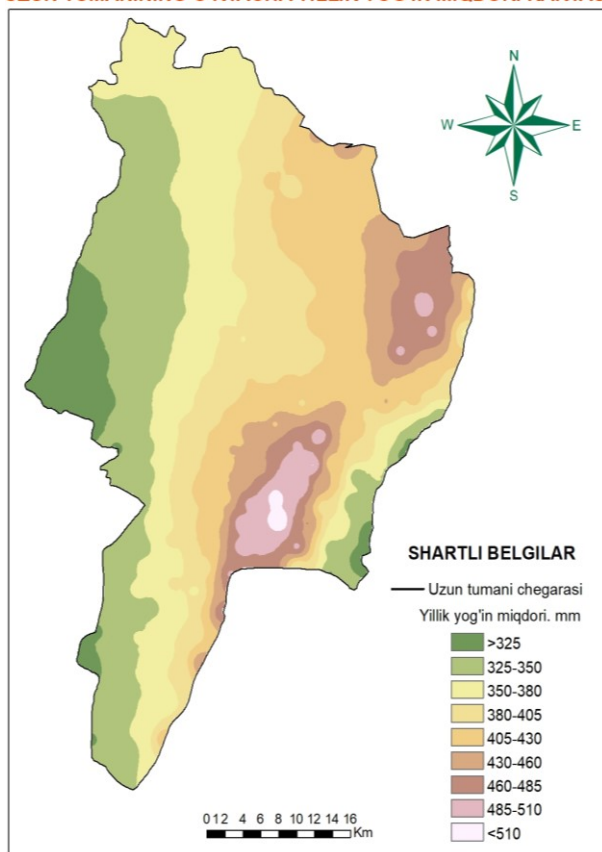 N
W E
S
SHARTLI BELGILAR
Uzun tumani chegarasi
Yillik yog'in miqdori. mm
>325
325-350
350-380
380-405
405-430
430-460
460-485
485-510
<510
0 1 2 4 6 8 10 12 14 16
Km